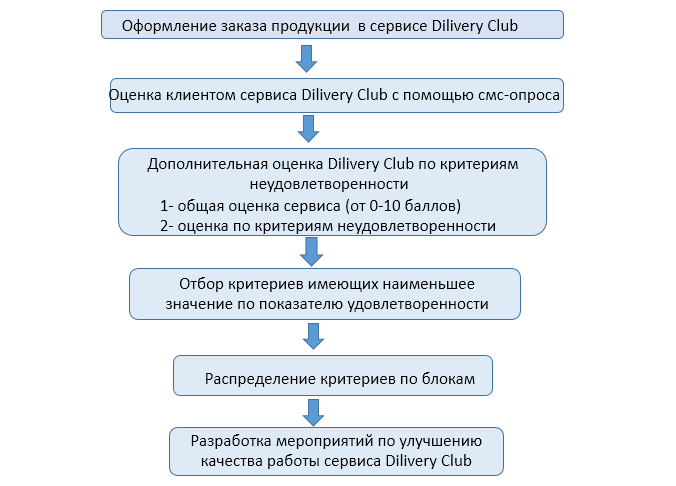 Оформление заказа продукции в сервисе Dilivery Club
Оценка клиентом сервиса Dilivery Club с помощью смс-опроса
Дополнительная оценка Dilivery Club по критериям
неудовлетворенности
1- общая оценка сервиса (от 0-10 баллов)
2- оценка по критериям неудовлетворенности
Отбор критериев имеющих наименьшее
значение по показателю удовлетворенности
Распределение критериев по блокам
Разработка мероприятий по улучшению
качества работы сервиса Dilivery Club